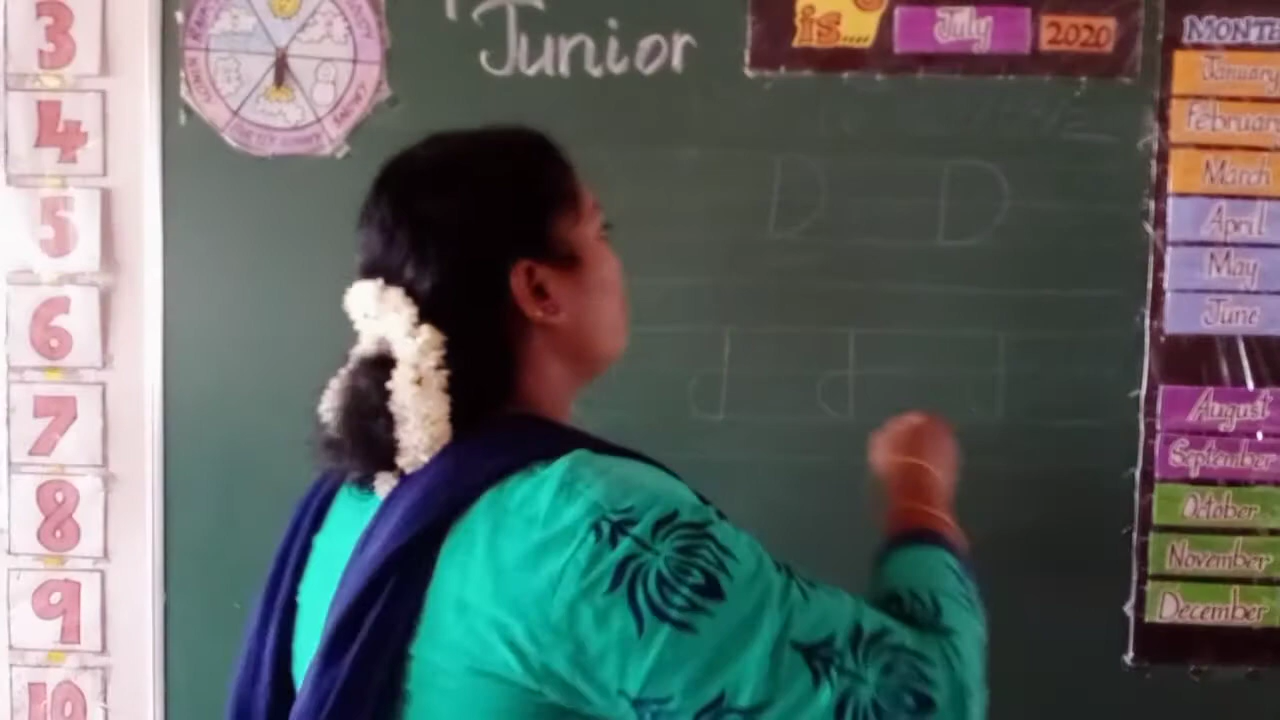 3
4
5
6
7
8
9
10
Junior
is....
July
2020
D D
d d d
MONTH
January
February
March
April
May
June
August
September
October
November
December